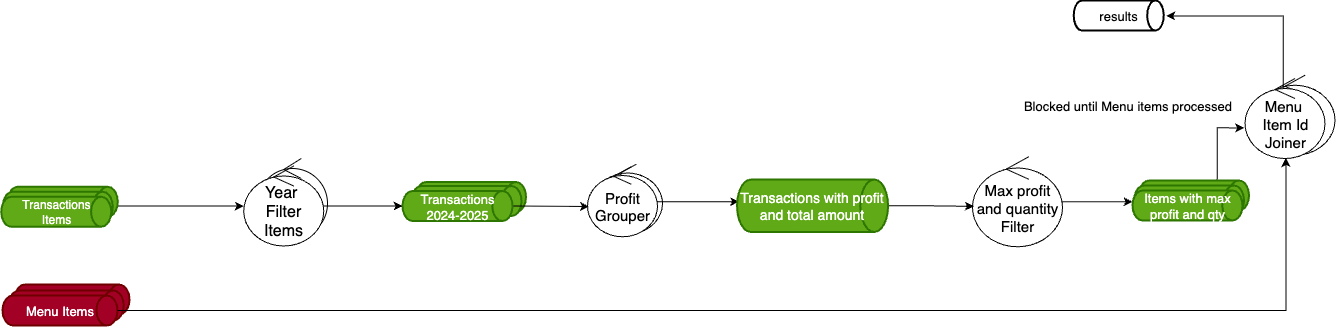 results
Blocked until Menu items processed
Menu
Item Id
Joiner
Transactions
Items
Year
Filter
Items
Transactions
2024-2025
Profit
Grouper
Transactions with profit
and total amount
Max profit
and quantity
Filter
Items with max
profit and qty
Menu Items